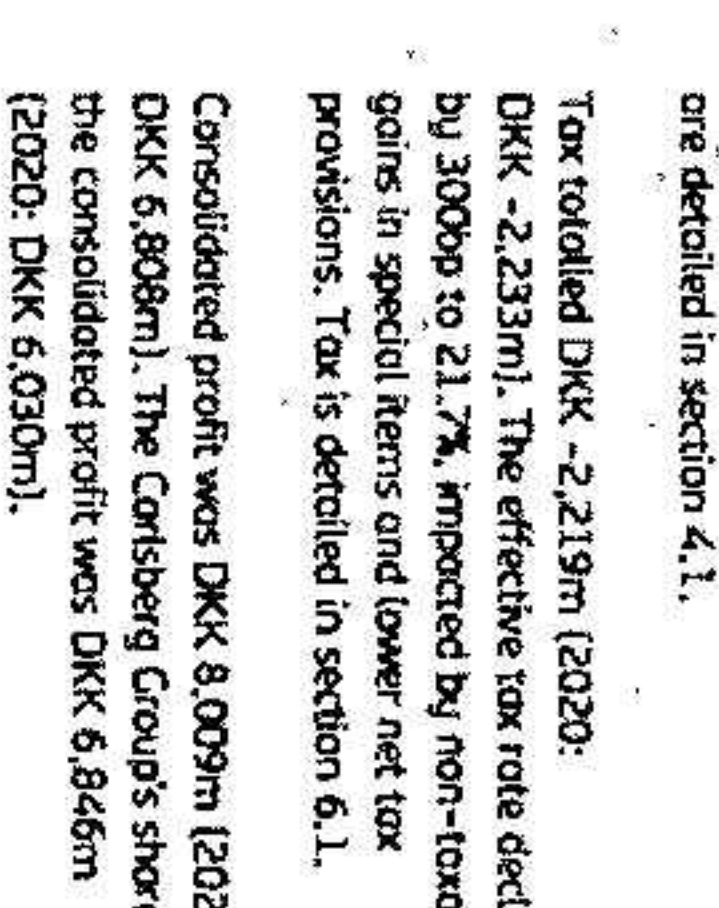 are detailed in section 4.1.
Tax totalled DKK -2,219m (2020:
DKK -2,233m). The effective tax rate decl
by 300bp to 21.7%, impacted by non-taxa
gains in special items and lower net tax
provisions. Tax is detailed in section 6.1.
Consolidated profit was DKK 8,009m (202
DKK 6,808m). The Carlsberg Group's share
the consolidated profit was DKK 6,846m
(2020: DKK 6,030m).